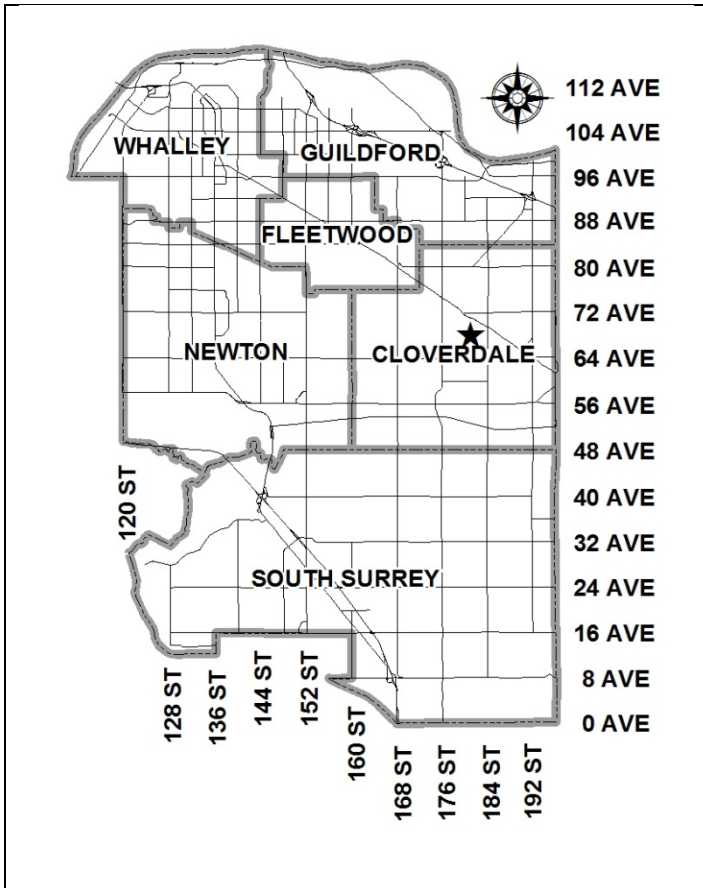 112 AVE
104 AVE
WHALLEY
GUILDFORD
96 AVE
88 AVE
FLEETWOOD
80 AVE
72 AVE
NEWTON
CLOVERDALE
64 AVE
56 AVE
48 AVE
120 ST
40 AVE
32 AVE
SOUTH SURREY
24 AVE
16 AVE
8 AVE
0 AVE
128 ST
136 ST
144 ST
152 ST
160 ST
168 ST
176 ST
184 ST
192 ST